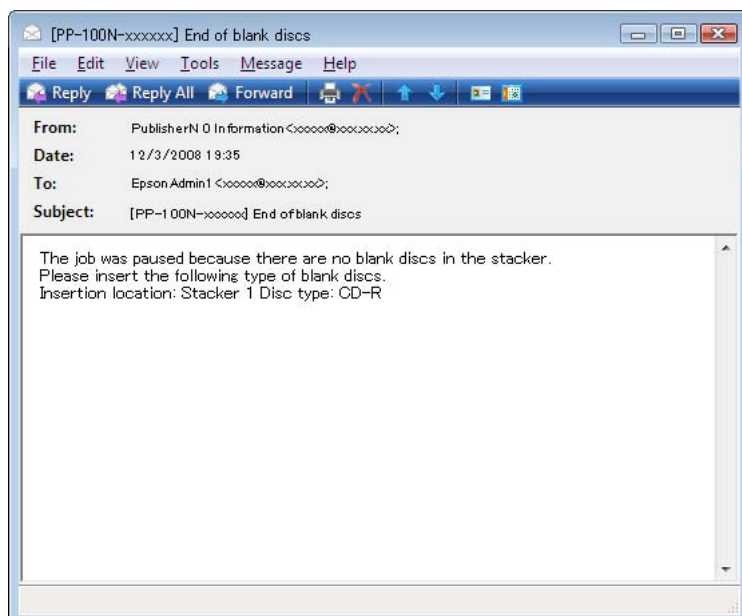 [PP-100N-xxxxxx] End of blank discs
File Edit View Tools Message Help
Reply Reply All Forward
From: PublisherN 0 Information<xxxxx@xxx.xx.xx>;
Date: 12/3/2008 19:35
To: Epson Admin1 <xxxxx@xxx.xx.xx>;
Subject: [PP-100N-xxxxxx] End of blank discs
The job was paused because there are no blank discs in the stacker.
Please insert the following type of blank discs.
Insertion location: Stacker 1 Disc type: CD-R